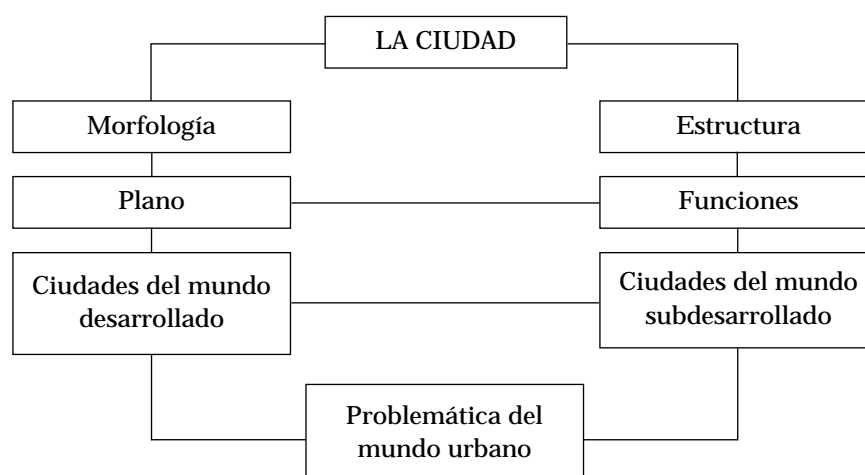 LA CIUDAD
Morfología
Estructura
Plano
Funciones
Ciudades del mundo
desarrollado
Ciudades del mundo
subdesarrollado
Problemática del
mundo urbano